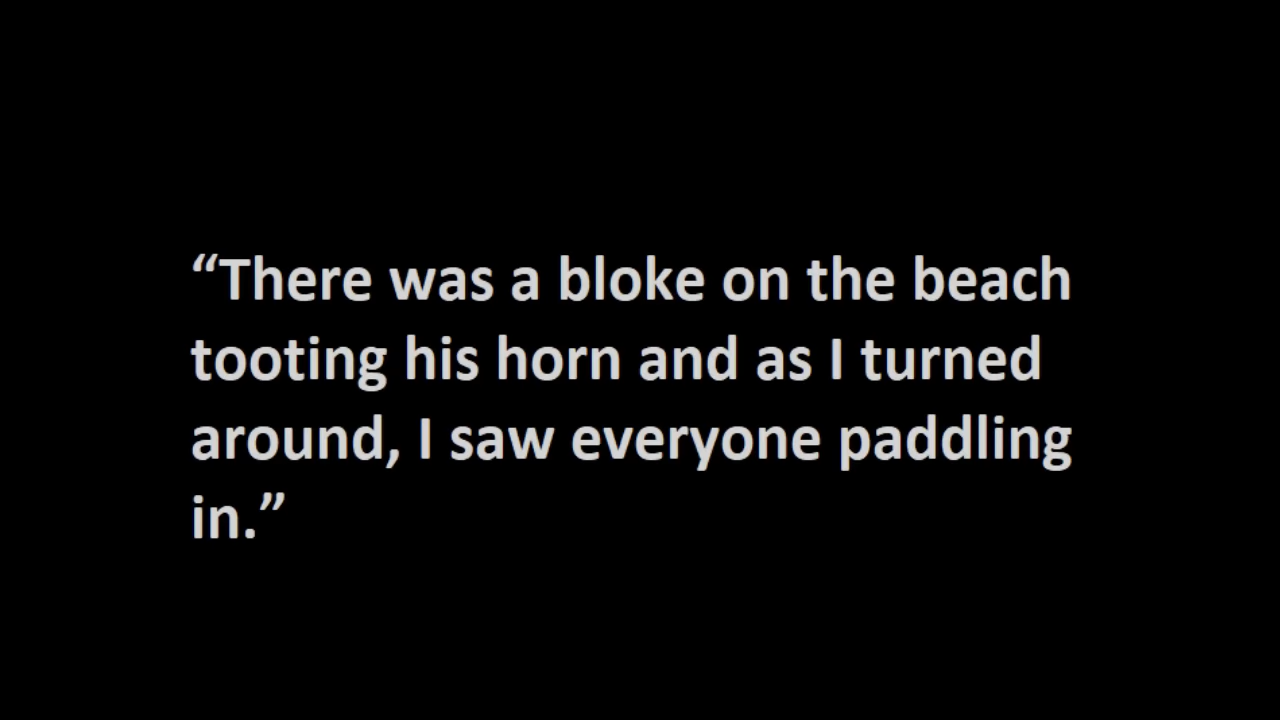 “There was a bloke on the beach
tooting his horn and as I turned
around, I saw everyone paddling
in.”